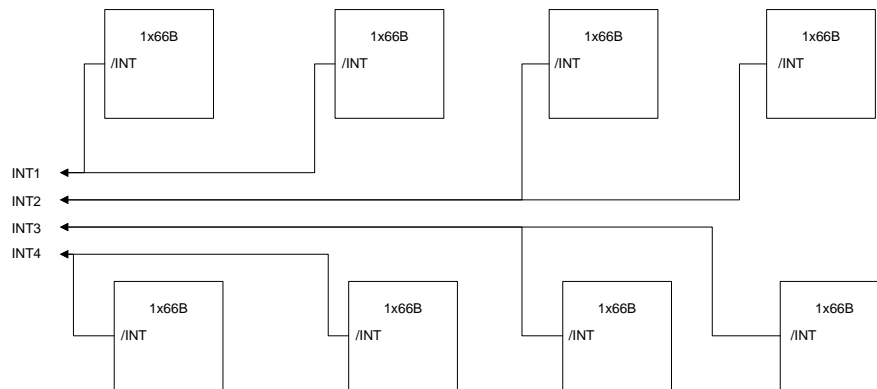 1x66B
/INT
1x66B
/INT
1x66B
/INT
1x66B
/INT
INT1
INT2
INT3
INT4
1x66B
/INT
1x66B
/INT
1x66B
/INT
1x66B
/INT